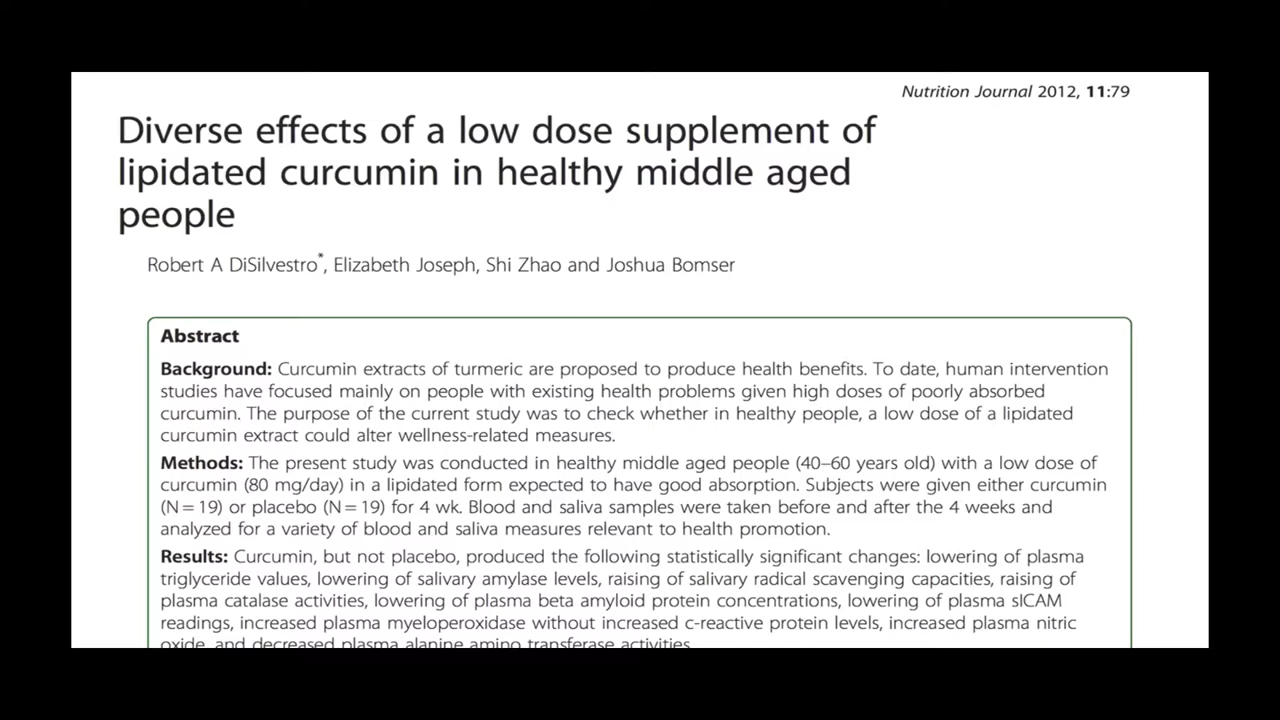 Nutrition Journal 2012, 11:79
Diverse effects of a low dose supplement of
lipidated curcumin in healthy middle aged
people
Robert A DiSilvestro*, Elizabeth Joseph, Shi Zhao and Joshua Bomser
Abstract
Background: Curcumin extracts of turmeric are proposed to produce health benefits. To date, human intervention
studies have focused mainly on people with existing health problems given high doses of poorly absorbed
curcumin. The purpose of the current study was to check whether in healthy people, a low dose of a lipidated
curcumin extract could alter wellness-related measures.
Methods: The present study was conducted in healthy middle aged people (40–60 years old) with a low dose of
curcumin (80 mg/day) in a lipidated form expected to have good absorption. Subjects were given either curcumin
(N = 19) or placebo (N = 19) for 4 wk. Blood and saliva samples were taken before and after the 4 weeks and
analyzed for a variety of blood and saliva measures relevant to health promotion.
Results: Curcumin, but not placebo, produced the following statistically significant changes: lowering of plasma
triglyceride values, lowering of salivary amylase levels, raising of salivary radical scavenging capacities, raising of
plasma catalase activities, lowering of plasma beta amyloid protein concentrations, lowering of plasma sICAM
readings, increased plasma myeloperoxidase without increased c-reactive protein levels, increased plasma nitric
oxide, and decreased plasma alanine amino transferase activities.